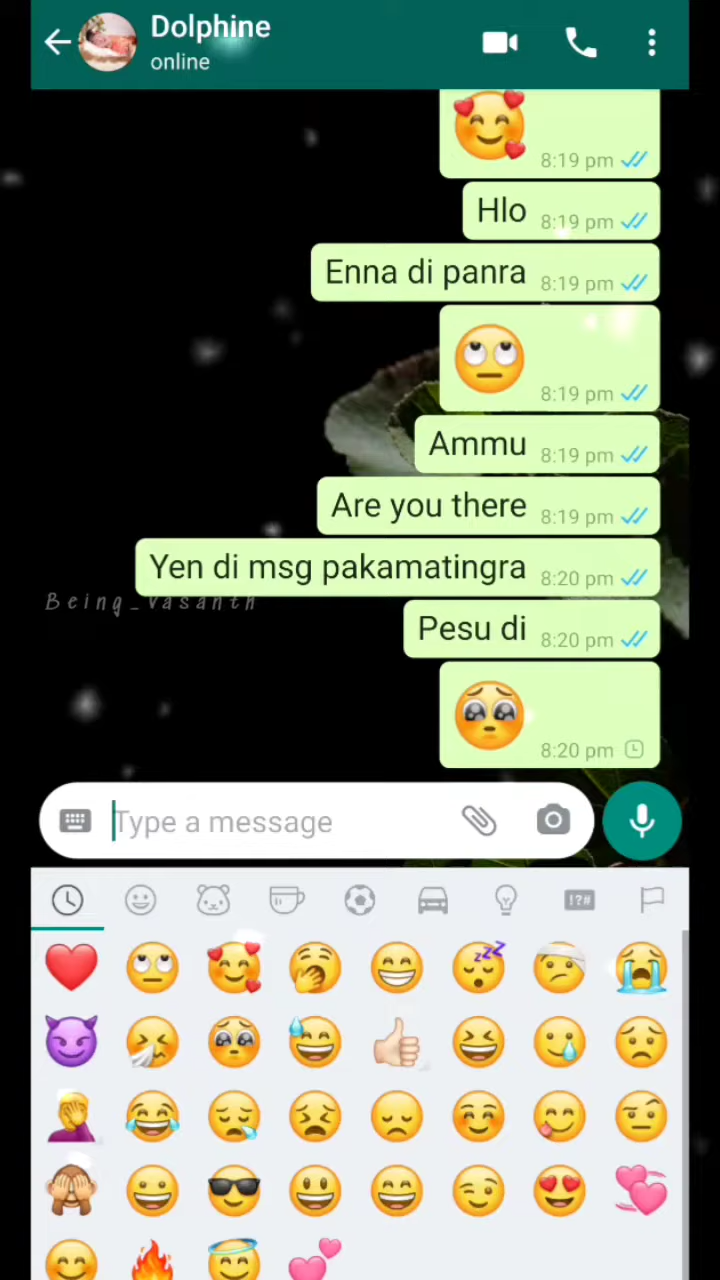 Dolphine
online
8:19 pm
Hlo 8:19 pm
Enna di panra 8:19 pm
8:19 pm
Ammu 8:19 pm
Are you there 8:19 pm
Yen di msg pakamatingra 8:20 pm
Being_vasanth
Pesu di 8:20 pm
8:20 pm
Type a message
!?#